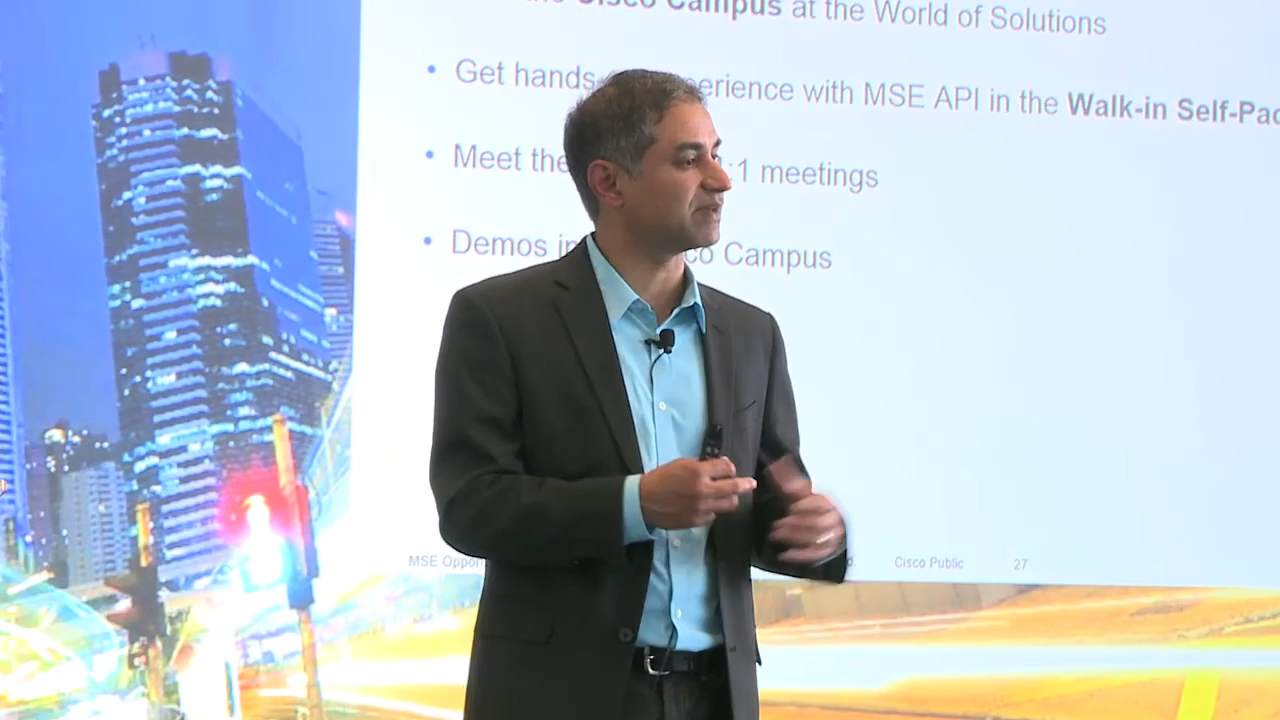 Cisco Campus at the World of Solutions
• Get hands erience with MSE API in the Walk-in Self-Pac
• Meet the :1 meetings
• Demos in co Campus
MSE Oppor Cisco Public 27